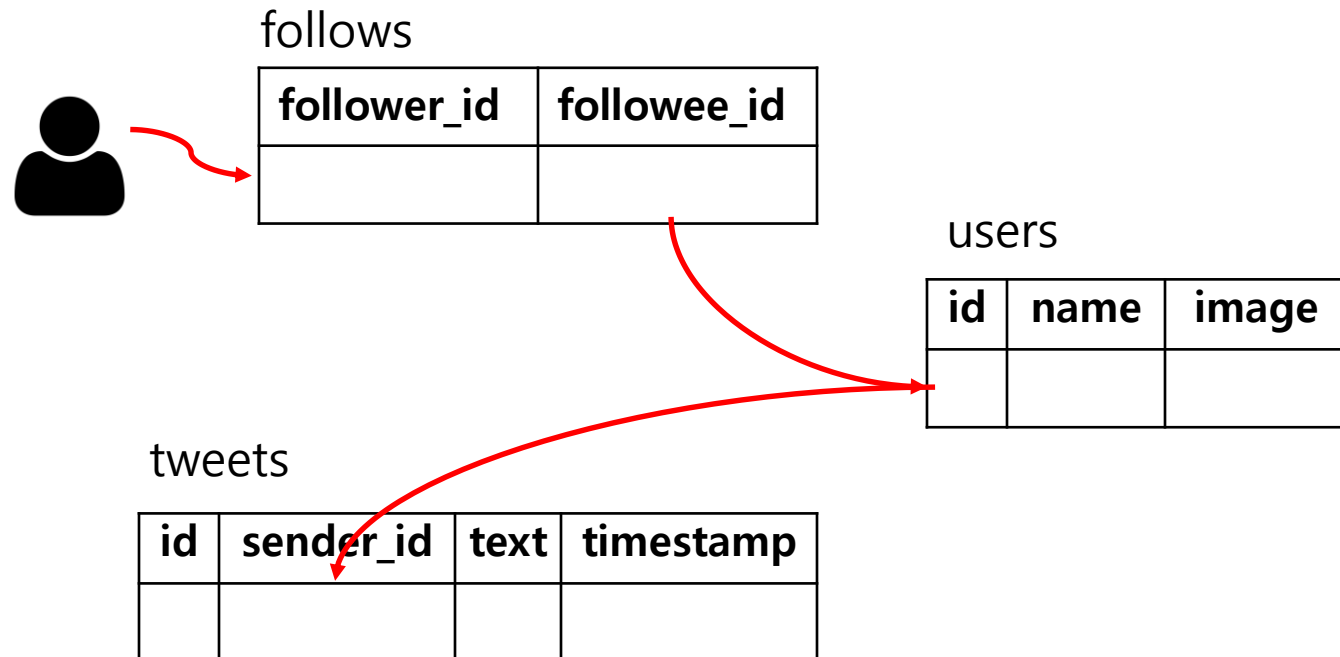 follows
follower_id followee_id
users
id name image
tweets
id sender_id text timestamp